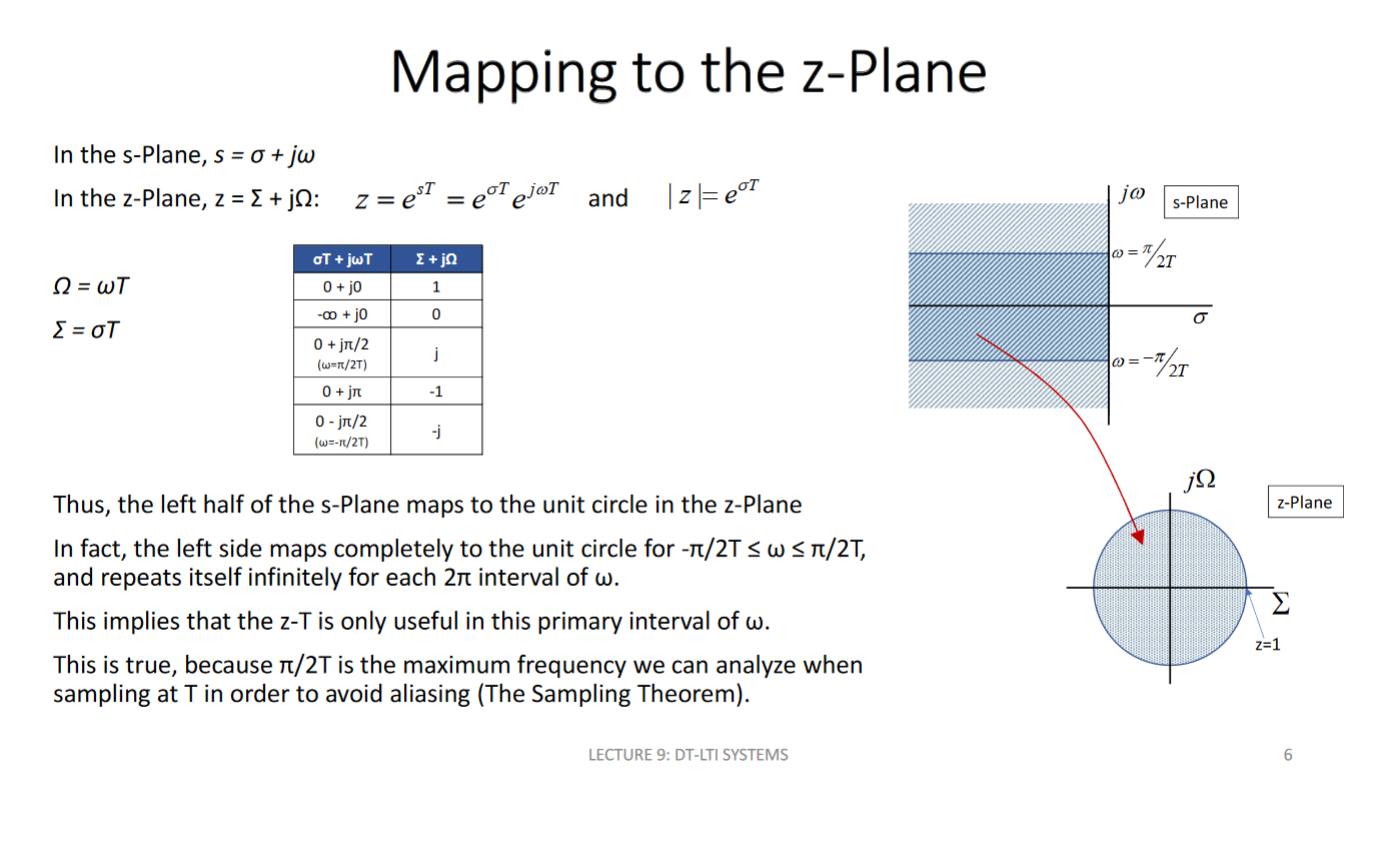 Mapping to the z-Plane
In the s-Plane, s = σ + jω
In the z-Plane, z = Σ + jΩ: z = e^{sT} = e^{σT} e^{jωT} and | z |= e^{σT}
Ω = ωT
Σ = σT
σT + jωT Σ + jΩ
0 + j0 1
-∞ + j0 0
0 + jπ/2
(ω=π/2T)
j
0 + jπ -1
0 - jπ/2
(ω=-π/2T)
-j
jω
s-Plane
ω = π/2T
σ
ω = −π/2T
jΩ
z-Plane
Σ
z=1
Thus, the left half of the s-Plane maps to the unit circle in the z-Plane
In fact, the left side maps completely to the unit circle for -π/2T ≤ ω ≤ π/2T,
and repeats itself infinitely for each 2π interval of ω.
This implies that the z-T is only useful in this primary interval of ω.
This is true, because π/2T is the maximum frequency we can analyze when
sampling at T in order to avoid aliasing (The Sampling Theorem).
LECTURE 9: DT-LTI SYSTEMS
6